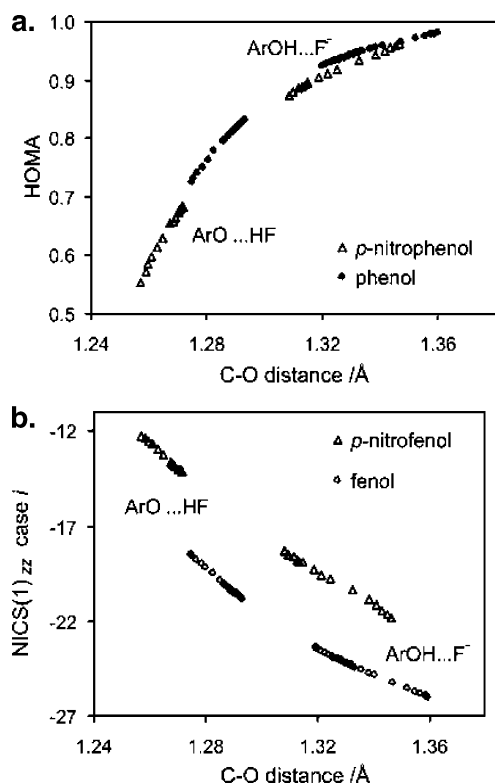 a.
1.0
0.9
0.8
0.7
0.6
0.5
HOMA
ArOH...F⁻
ArO ...HF
p-nitrophenol
phenol
1.24
1.28
1.32
1.36
C-O distance /Å
b.
-12
-17
-22
-27
NICS(1)zz case i
p-nitrofenol
fenol
ArO ...HF
ArOH...F⁻
1.24
1.28
1.32
1.36
C-O distance /Å